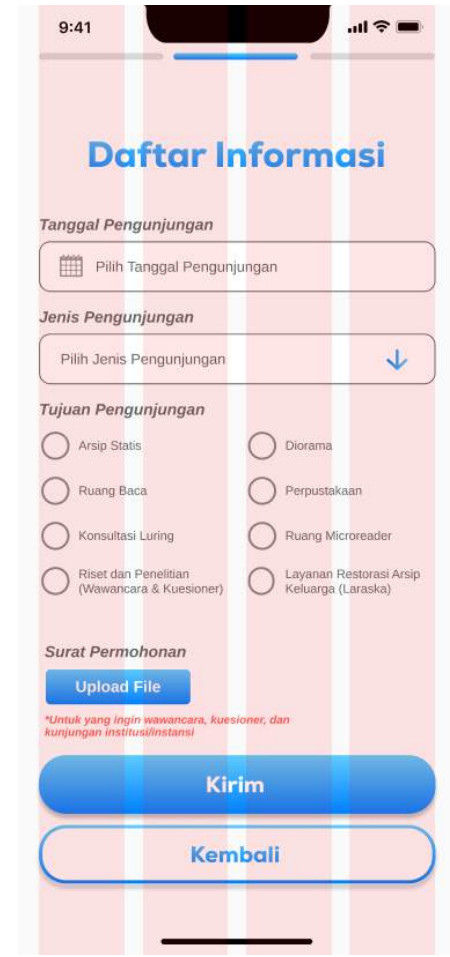 9:41
Daftar Informasi
Tanggal Pengunjungan
Pilih Tanggal Pengunjungan
Jenis Pengunjungan
Pilih Jenis Pengunjungan
Tujuan Pengunjungan
Arsip Statis
Diorama
Ruang Baca
Perpustakaan
Konsultasi Luring
Ruang Microreader
Riset dan Penelitian
(Wawancara & Kuesioner)
Layanan Restorasi Arsip
Keluarga (Laraska)
Surat Permohonan
Upload File
*Untuk yang ingin wawancara, kuesioner, dan
kunjungan institusi/instansi
Kirim
Kembali